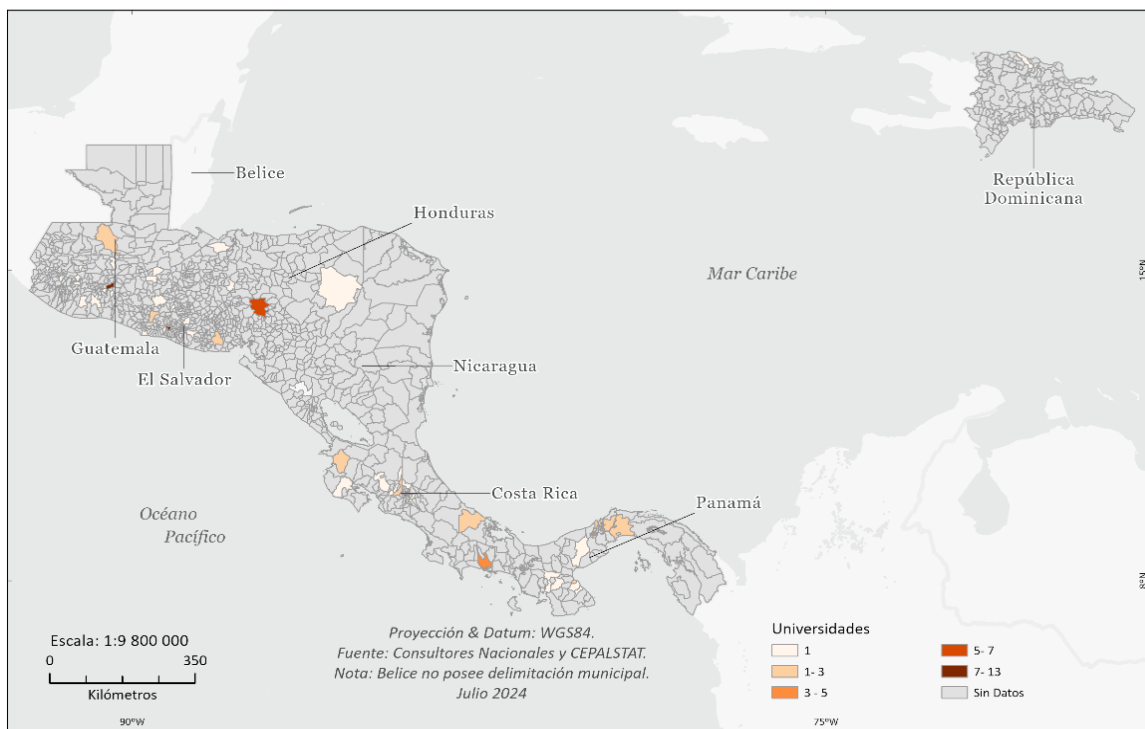 Belice
Honduras
República
Dominicana
Mar Caribe
15°N
Guatemala
El Salvador
Nicaragua
Costa Rica
Panamá
Océano
Pacífico
8°N
Escala: 1:9 800 000
0 350
Kilómetros
Proyección & Datum: WGS84.
Fuente: Consultores Nacionales y CEPALSTAT.
Nota: Belice no posee delimitación municipal.
Julio 2024
Universidades
1
1- 3
3 - 5
5- 7
7- 13
Sin Datos
90°W
75°W